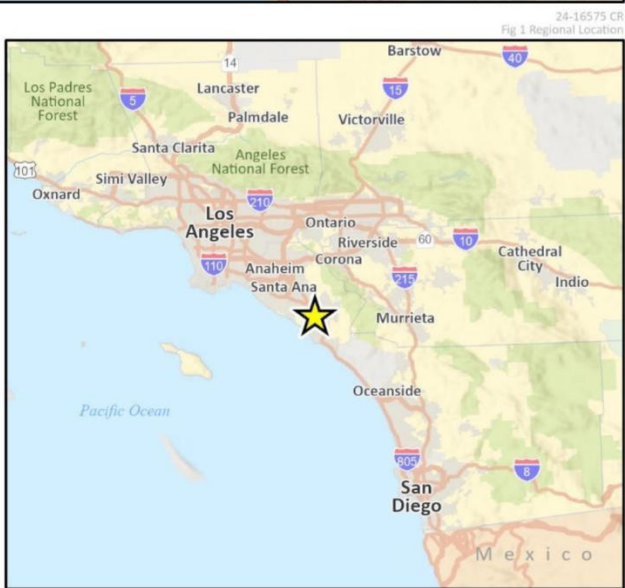 24-16575 CR
Fig 1 Regional Location
Barstow
14
40
Los Padres
National
Forest
Lancaster
5
15
Palmdale
Victorville
Santa Clarita
Angeles
National Forest
101
Simi Valley
Oxnard
210
Los
Angeles
Ontario
Riverside
60
10
Corona
Cathedral
City
110
Anaheim
215
Indio
Santa Ana
Murrieta
Oceanside
Pacific Ocean
805
8
San
Diego
Mexico